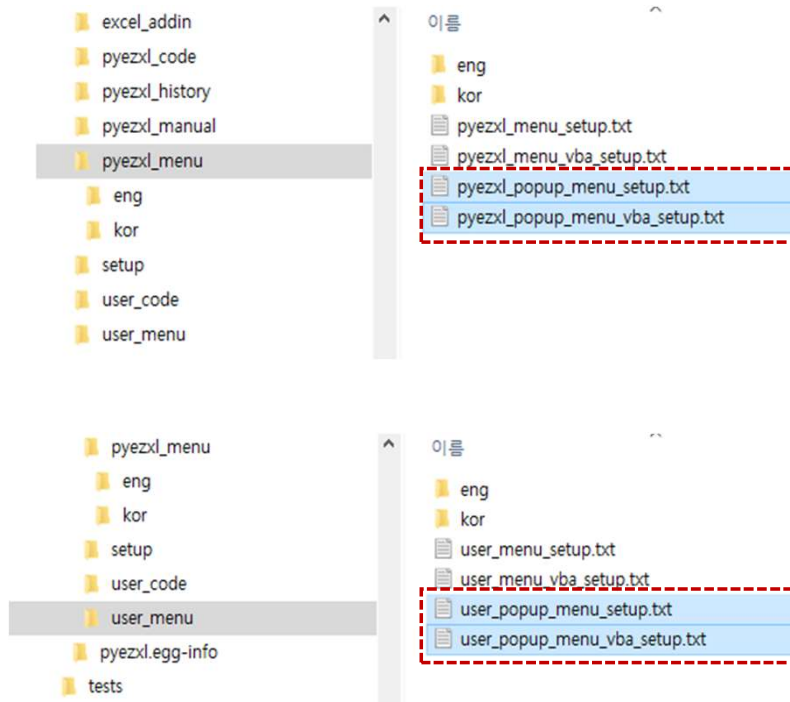 excel_addin
pyezxl_code
pyezxl_history
pyezxl_manual
pyezxl_menu
eng
kor
setup
user_code
user_menu
이름
eng
kor
pyezxl_menu_setup.txt
pyezxl_menu_vba_setup.txt
pyezxl_popup_menu_setup.txt
pyezxl_popup_menu_vba_setup.txt
pyezxl_menu
eng
kor
setup
user_code
user_menu
pyezxl.egg-info
tests
이름
eng
kor
user_menu_setup.txt
user_menu_vba_setup.txt
user_popup_menu_setup.txt
user_popup_menu_vba_setup.txt